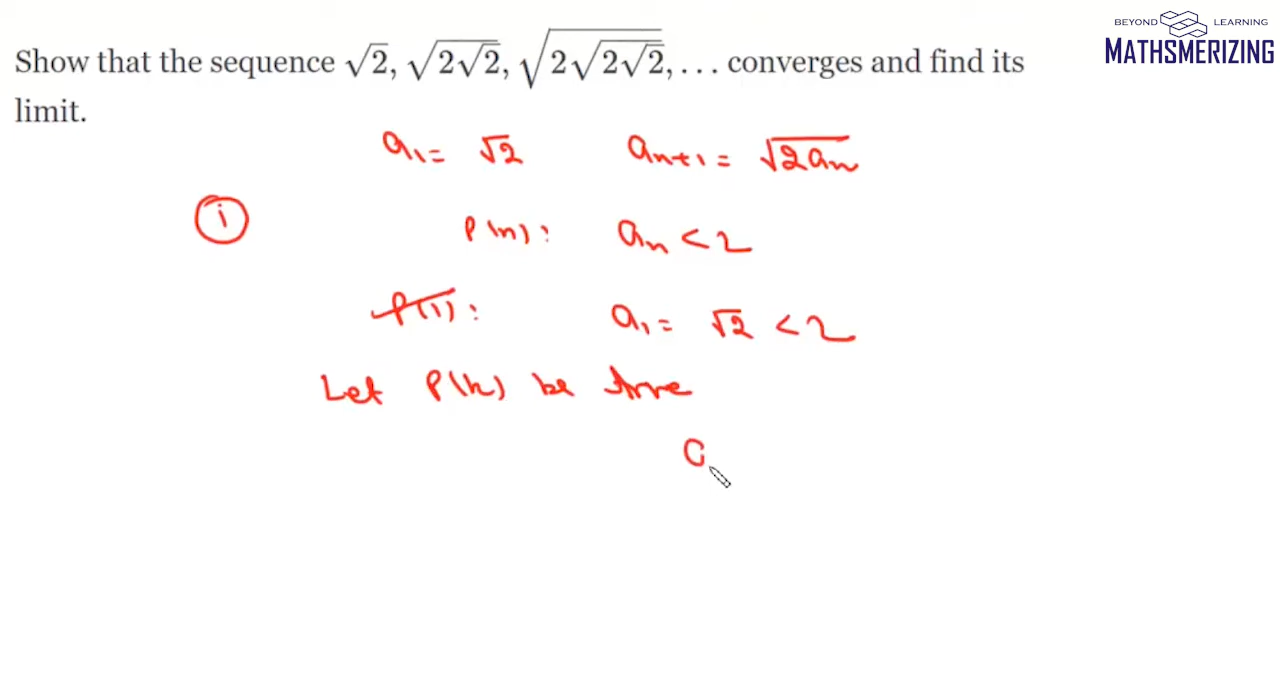 BEYOND LEARNING
MATHSMERIZING
Show that the sequence √2, √(2√2), √(2√(2√2)), … converges and find its
limit.
a₁ = √2 aₙ₊₁ = √(2aₙ)
(i)
P(n): aₙ < 2
P(1): a₁ = √2 < 2
Let P(k) be true